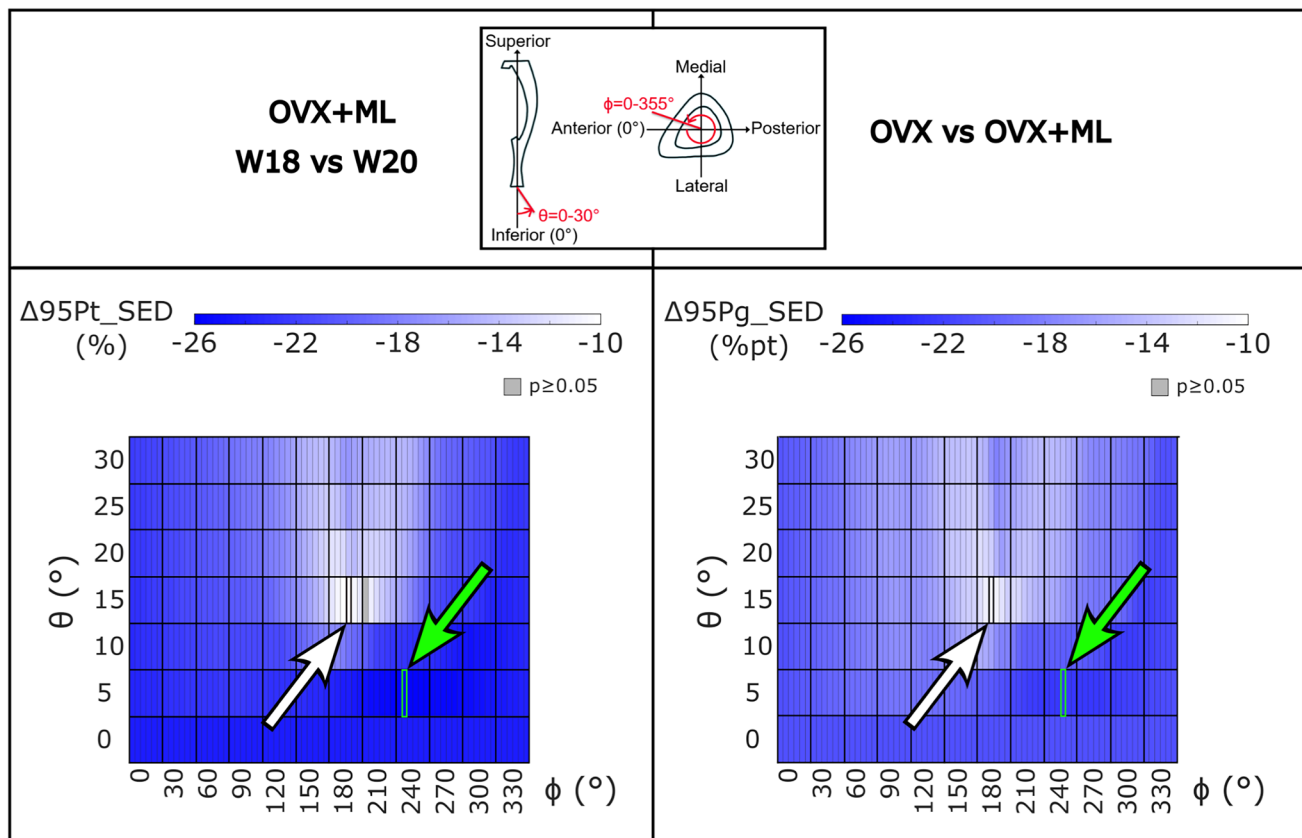 OVX+ML
W18 vs W20
Superior
θ=0-30°
Inferior (0°)
Medial
ϕ=0-355°
Anterior (0°)
Posterior
Lateral
OVX vs OVX+ML
Δ95Pt_SED
(%)
-26 -22 -18 -14 -10
p≥0.05
θ (°)
30
25
20
15
10
5
0
0 30 60 90 120 150 180 210 240 270 300 330
ϕ (°)
Δ95Pg_SED
(%pt)
-26 -22 -18 -14 -10
p≥0.05
θ (°)
30
25
20
15
10
5
0
0 30 60 90 120 150 180 210 240 270 300 330
ϕ (°)